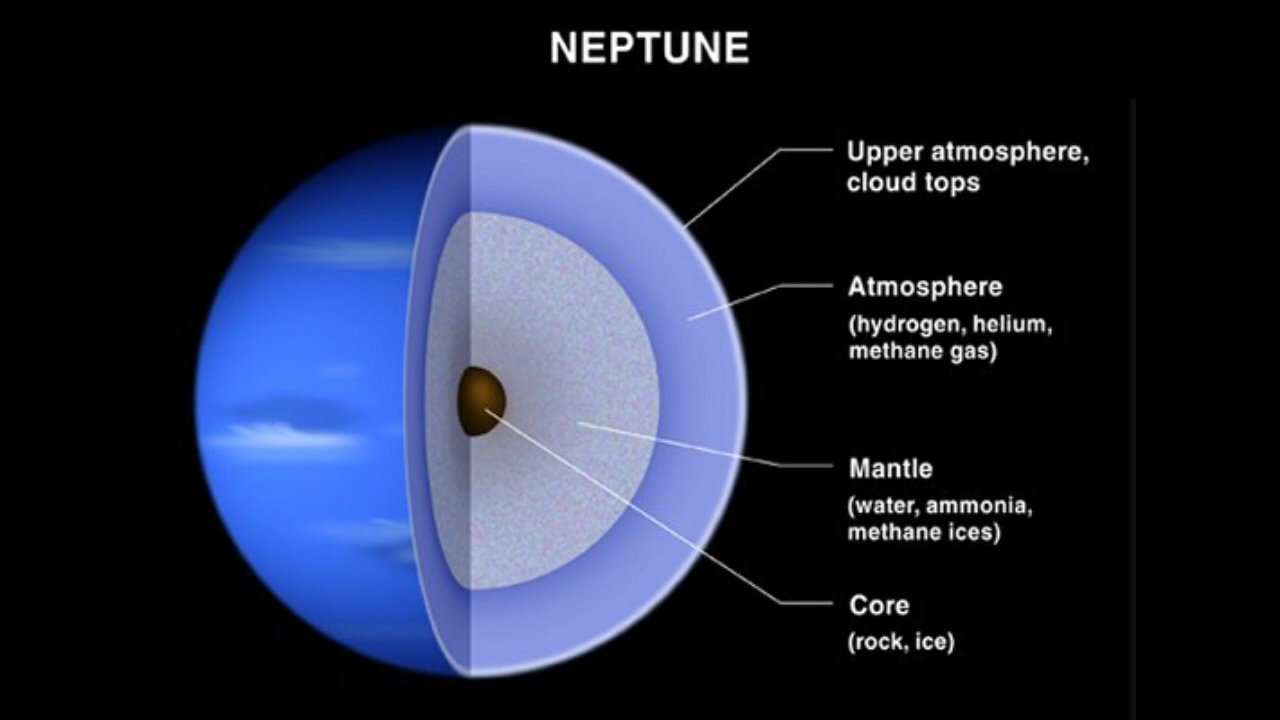 NEPTUNE
Upper atmosphere,
cloud tops
Atmosphere
(hydrogen, helium,
methane gas)
Mantle
(water, ammonia,
methane ices)
Core
(rock, ice)